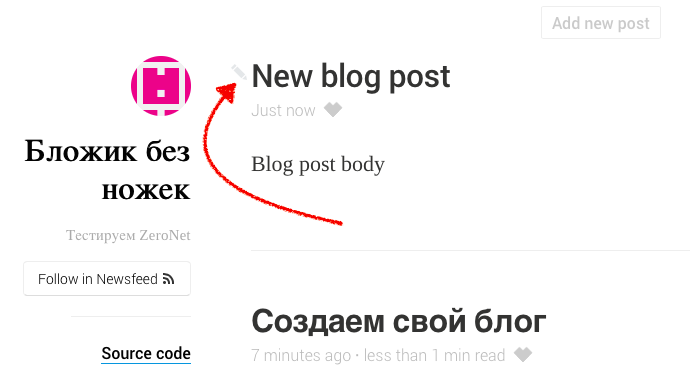 Add new post
Бложик без
ножек
Тестируем ZeroNet
Follow in Newsfeed
Source code
New blog post
Just now
Blog post body
Создаем свой блог
7 minutes ago · less than 1 min read